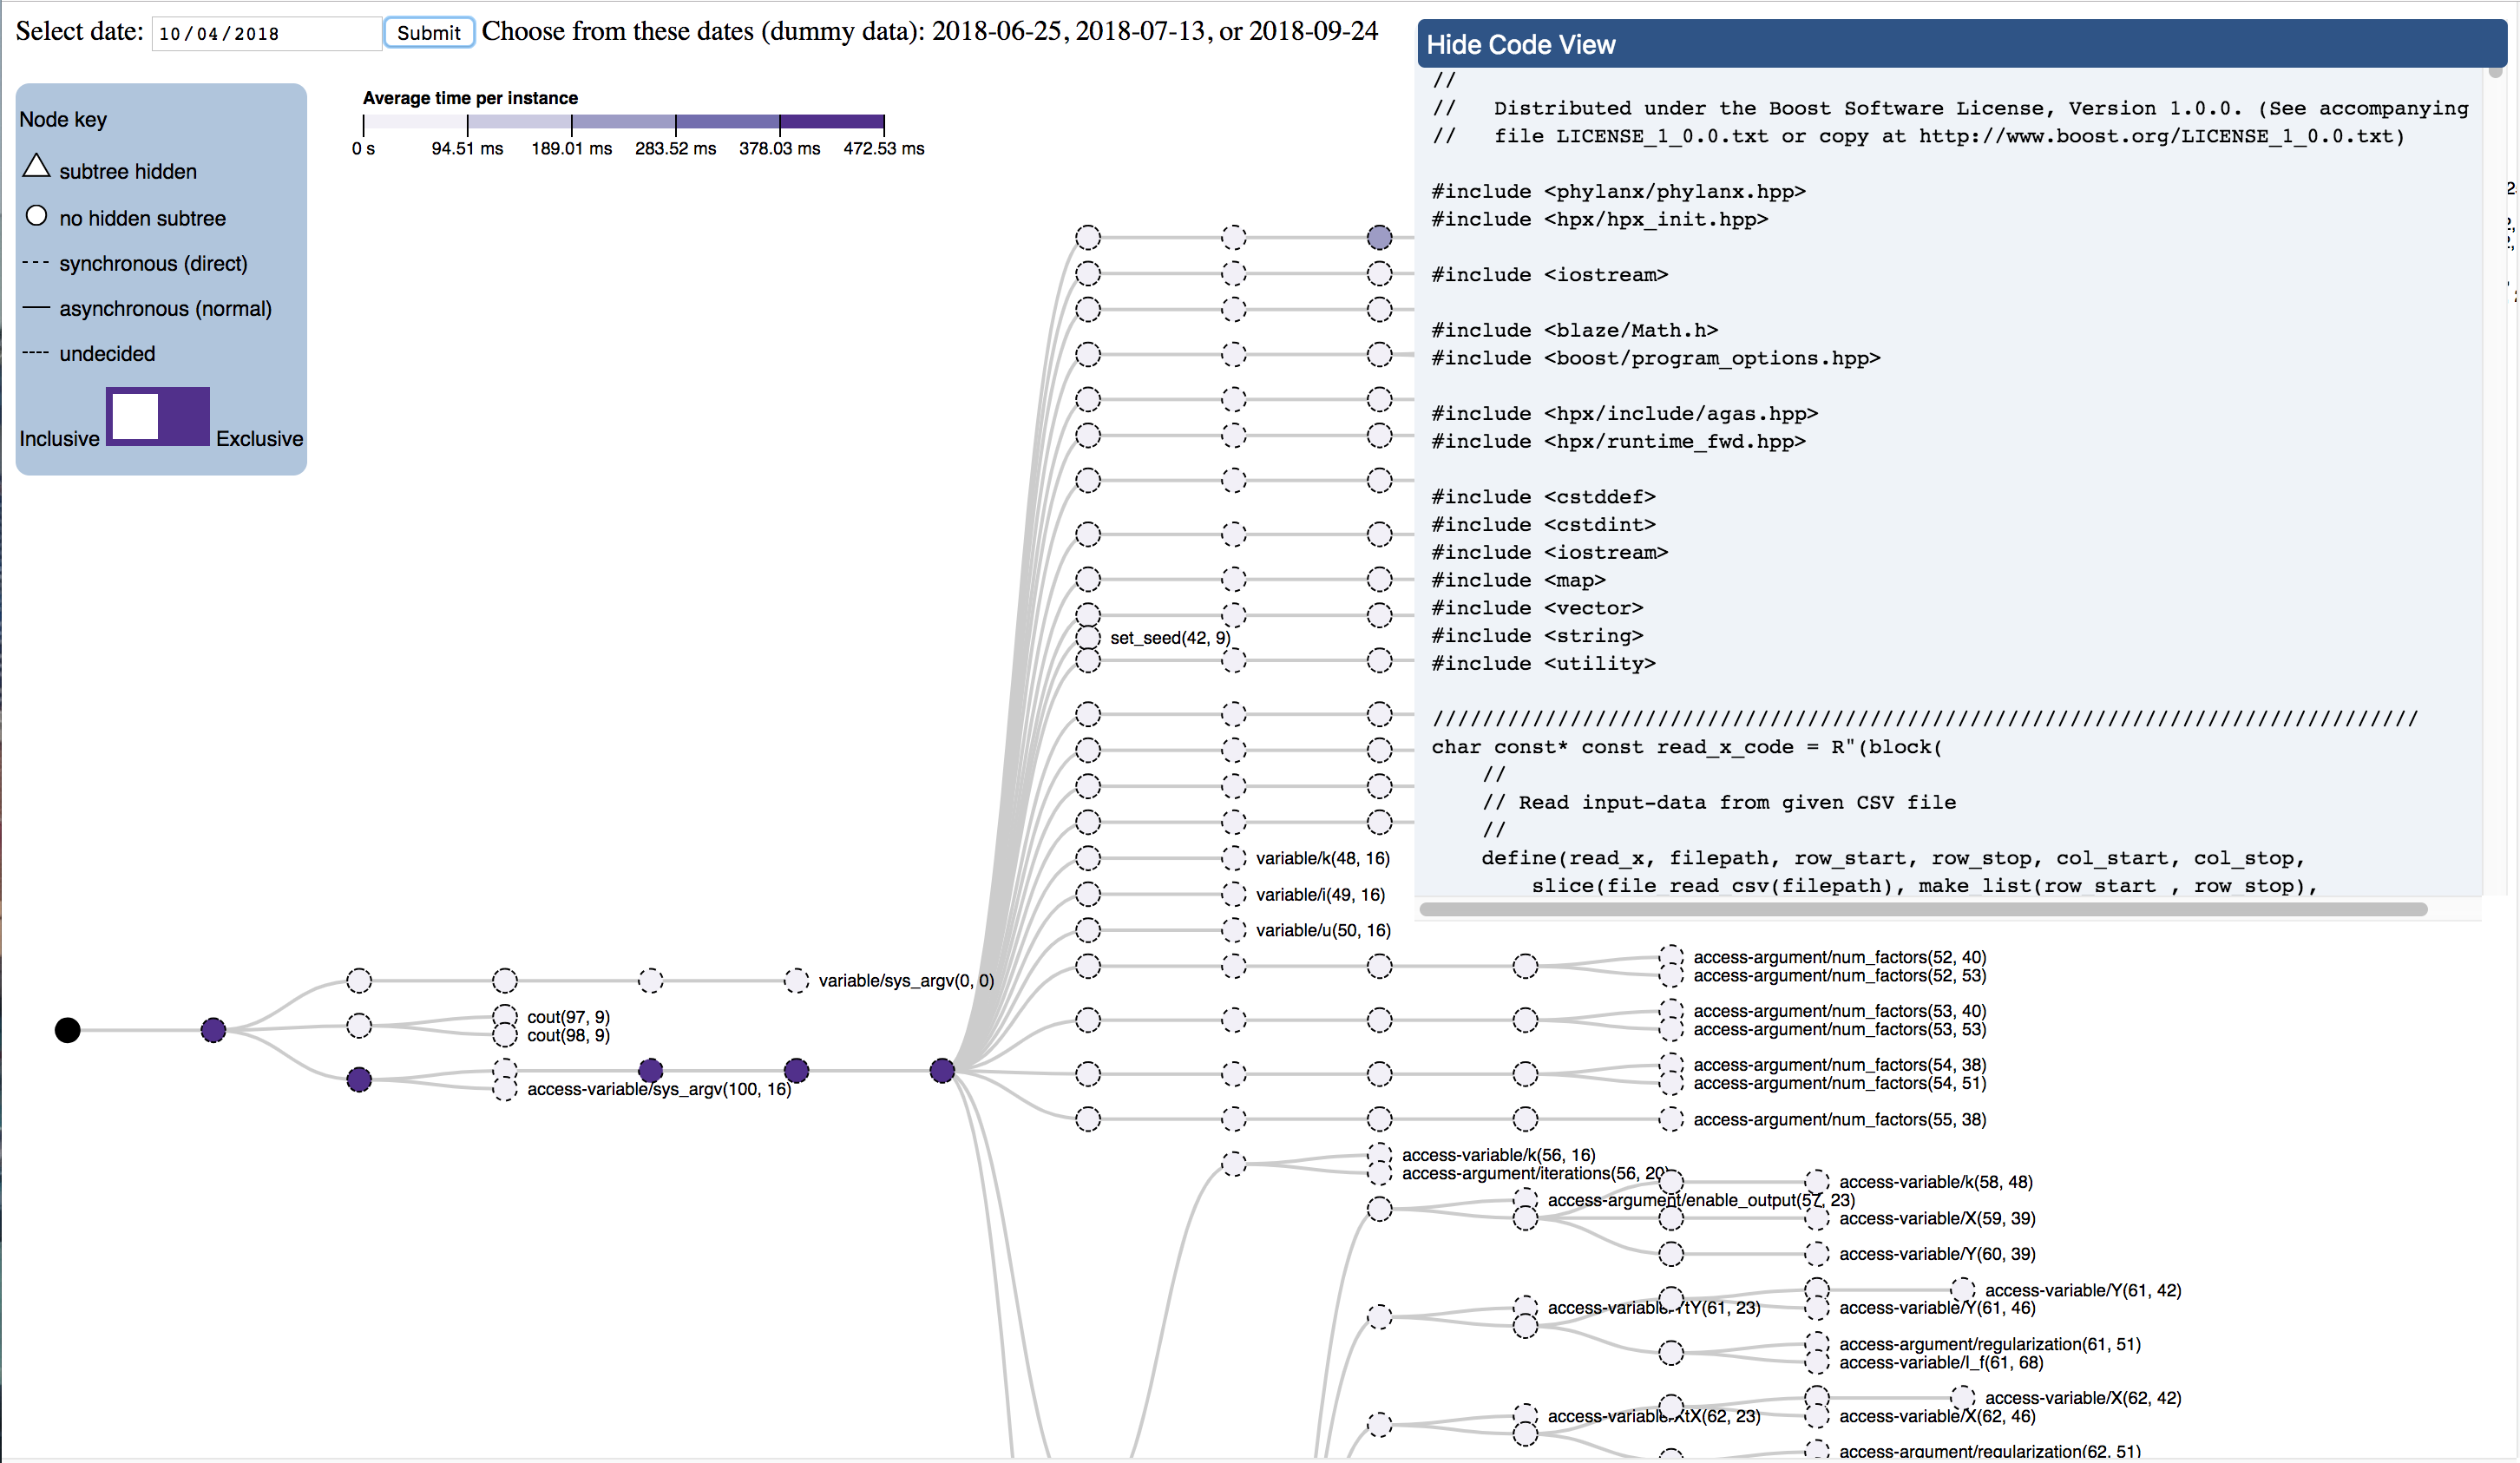 Select date: 10/04/2018 Submit Choose from these dates (dummy data): 2018-06-25, 2018-07-13, or 2018-09-24
Node key
subtree hidden
no hidden subtree
synchronous (direct)
asynchronous (normal)
undecided
Inclusive Exclusive
Average time per instance
0 s 94.51 ms 189.01 ms 283.52 ms 378.03 ms 472.53 ms
Hide Code View
//
// Distributed under the Boost Software License, Version 1.0.0. (See accompanying
// file LICENSE_1_0.0.txt or copy at http://www.boost.org/LICENSE_1_0.0.txt)
#include <phylanx/phylanx.hpp>
#include <hpx/hpx_init.hpp>
#include <iostream>
#include <blaze/Math.h>
#include <boost/program_options.hpp>
#include <hpx/include/agas.hpp>
#include <hpx/runtime_fwd.hpp>
#include <cstddef>
#include <cstdint>
#include <iostream>
#include <map>
#include <vector>
#include <string>
#include <utility>
///////////////////////////////////////////////////////////////////////////////
char const* const read_x_code = R"(block(
//
// Read input-data from given CSV file
//
define(read_x, filepath, row_start, row_stop, col_start, col_stop,
slice(file_read_csv(filepath), make_list(row_start , row_stop),
set_seed(42, 9)
variable/k(48, 16)
variable/i(49, 16)
variable/u(50, 16)
access-argument/num_factors(52, 40)
access-argument/num_factors(52, 53)
variable/sys_argv(0, 0)
access-argument/num_factors(53, 40)
cout(97, 9)
access-argument/num_factors(53, 53)
cout(98, 9)
access-argument/num_factors(54, 38)
access-argument/num_factors(54, 51)
access-variable/sys_argv(100, 16)
access-argument/num_factors(55, 38)
access-variable/k(56, 16)
access-argument/iterations(56, 20)
access-variable/k(58, 48)
access-argument/enable_output(57, 23)
access-variable/X(59, 39)
access-variable/Y(60, 39)
access-variable/Y(61, 42)
access-variable/YtY(61, 23)
access-variable/Y(61, 46)
access-argument/regularization(61, 51)
access-variable/I_f(61, 68)
access-variable/X(62, 42)
access-variable/XtX(62, 23)
access-variable/X(62, 46)
access-argument/regularization(62, 51)